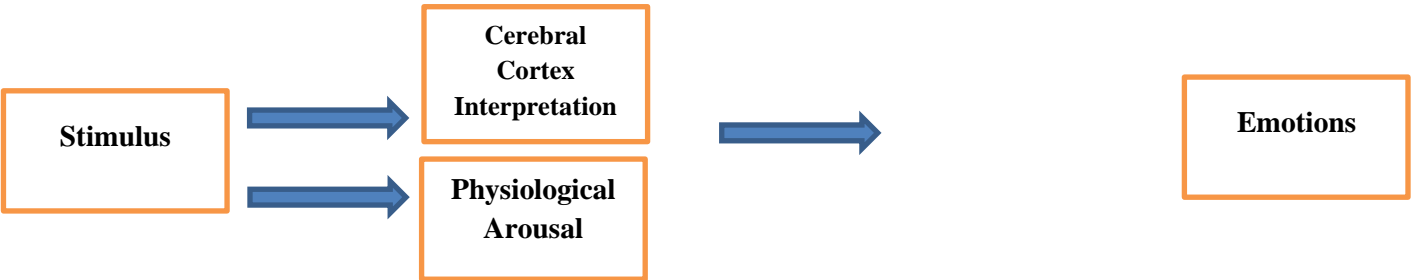 Stimulus
Cerebral
Cortex
Interpretation
Physiological
Arousal
Emotions